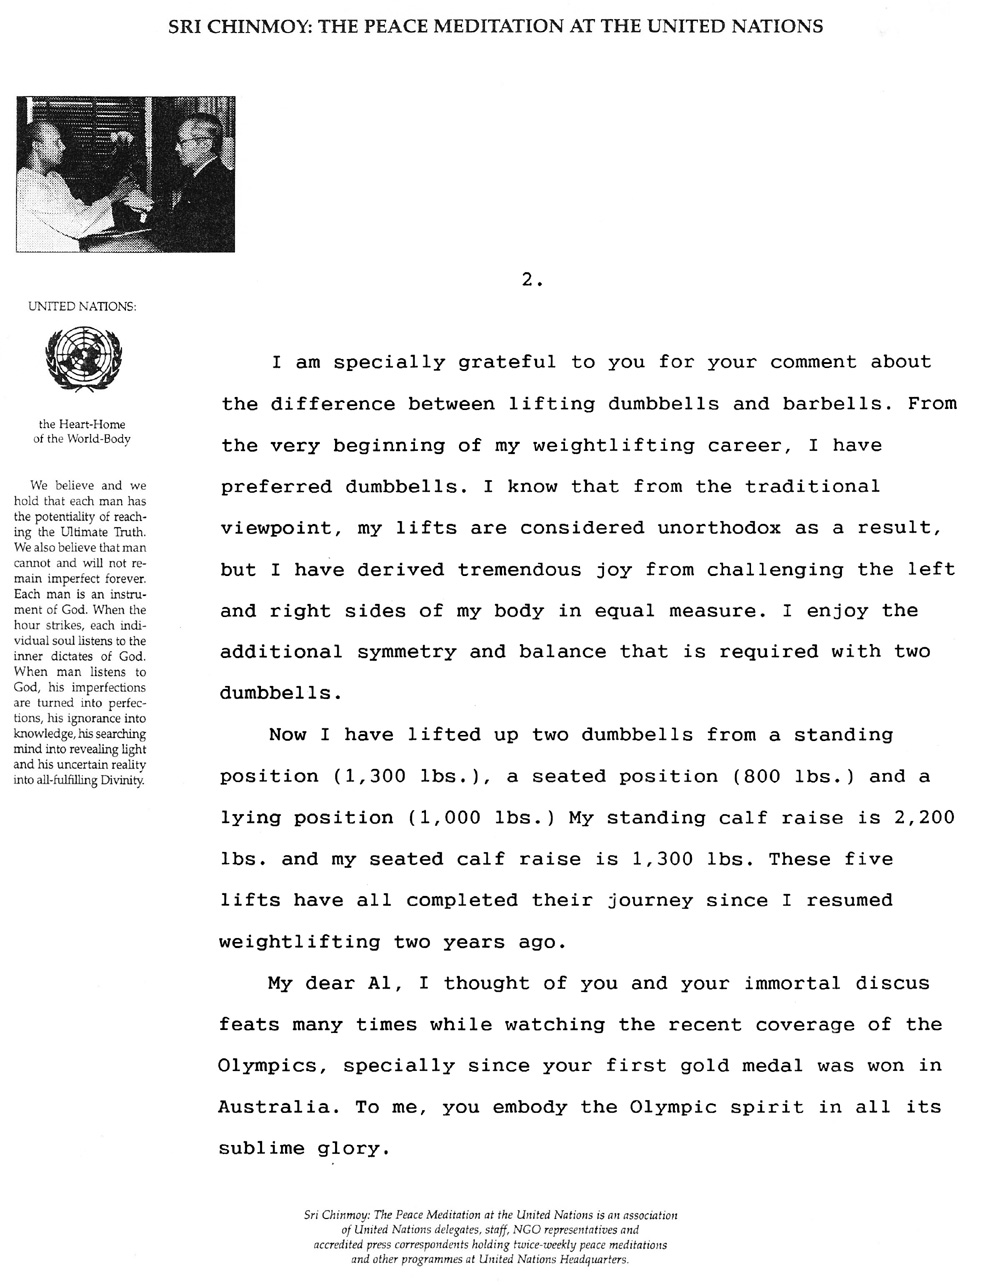 SRI CHINMOY: THE PEACE MEDITATION AT THE UNITED NATIONS
2.
UNITED NATIONS:
the Heart-Home
of the World-Body
We believe and we
hold that each man has
the potentiality of reach-
ing the Ultimate Truth.
We also believe that man
cannot and will not re-
main imperfect forever.
Each man is an instru-
ment of God. When the
hour strikes, each indi-
vidual soul listens to the
inner dictates of God.
When man listens to
God, his imperfections
are turned into perfec-
tions, his ignorance into
knowledge, his searching
mind into revealing light
and his uncertain reality
into all-fulfilling Divinity.
I am specially grateful to you for your comment about
the difference between lifting dumbbells and barbells. From
the very beginning of my weightlifting career, I have
preferred dumbbells. I know that from the traditional
viewpoint, my lifts are considered unorthodox as a result,
but I have derived tremendous joy from challenging the left
and right sides of my body in equal measure. I enjoy the
additional symmetry and balance that is required with two
dumbbells.
Now I have lifted up two dumbbells from a standing
position (1,300 lbs.), a seated position (800 lbs.) and a
lying position (1,000 lbs.) My standing calf raise is 2,200
lbs. and my seated calf raise is 1,300 lbs. These five
lifts have all completed their journey since I resumed
weightlifting two years ago.
My dear Al, I thought of you and your immortal discus
feats many times while watching the recent coverage of the
Olympics, specially since your first gold medal was won in
Australia. To me, you embody the Olympic spirit in all its
sublime glory.
Sri Chinmoy: The Peace Meditation at the United Nations is an association
of United Nations delegates, staff, NGO representatives and
accredited press correspondents holding twice-weekly peace meditations
and other programmes at United Nations Headquarters.